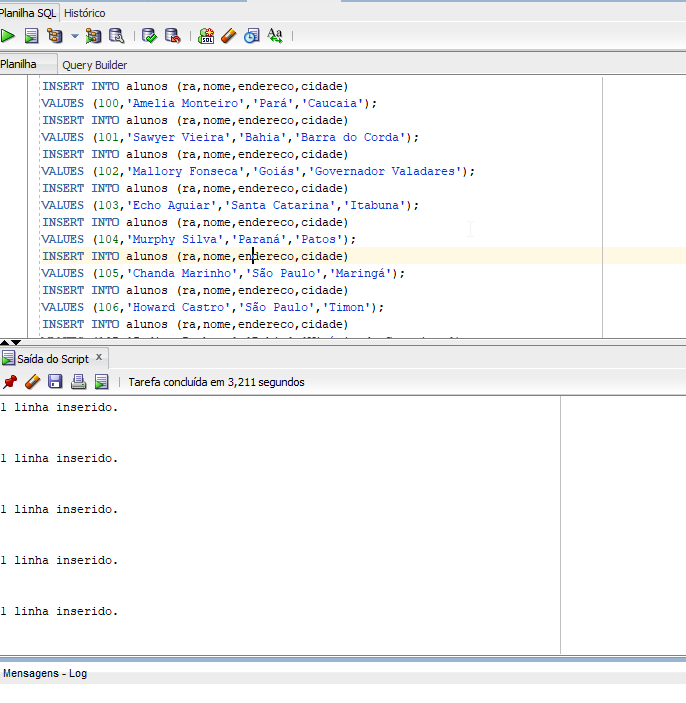 Planilha SQL Histórico
Planilha Query Builder
INSERT INTO alunos (ra,nome,endereco,cidade)
VALUES (100,'Amelia Monteiro','Pará','Caucaia');
INSERT INTO alunos (ra,nome,endereco,cidade)
VALUES (101,'Sawyer Vieira','Bahia','Barra do Corda');
INSERT INTO alunos (ra,nome,endereco,cidade)
VALUES (102,'Mallory Fonseca','Goiás','Governador Valadares');
INSERT INTO alunos (ra,nome,endereco,cidade)
VALUES (103,'Echo Aguiar','Santa Catarina','Itabuna');
INSERT INTO alunos (ra,nome,endereco,cidade)
VALUES (104,'Murphy Silva','Paraná','Patos');
INSERT INTO alunos (ra,nome,endereco,cidade)
VALUES (105,'Chanda Marinho','São Paulo','Maringá');
INSERT INTO alunos (ra,nome,endereco,cidade)
VALUES (106,'Howard Castro','São Paulo','Timon');
INSERT INTO alunos (ra,nome,endereco,cidade)
Saída do Script x
Tarefa concluída em 3,211 segundos
1 linha inserido.
1 linha inserido.
1 linha inserido.
1 linha inserido.
1 linha inserido.
Mensagens - Log